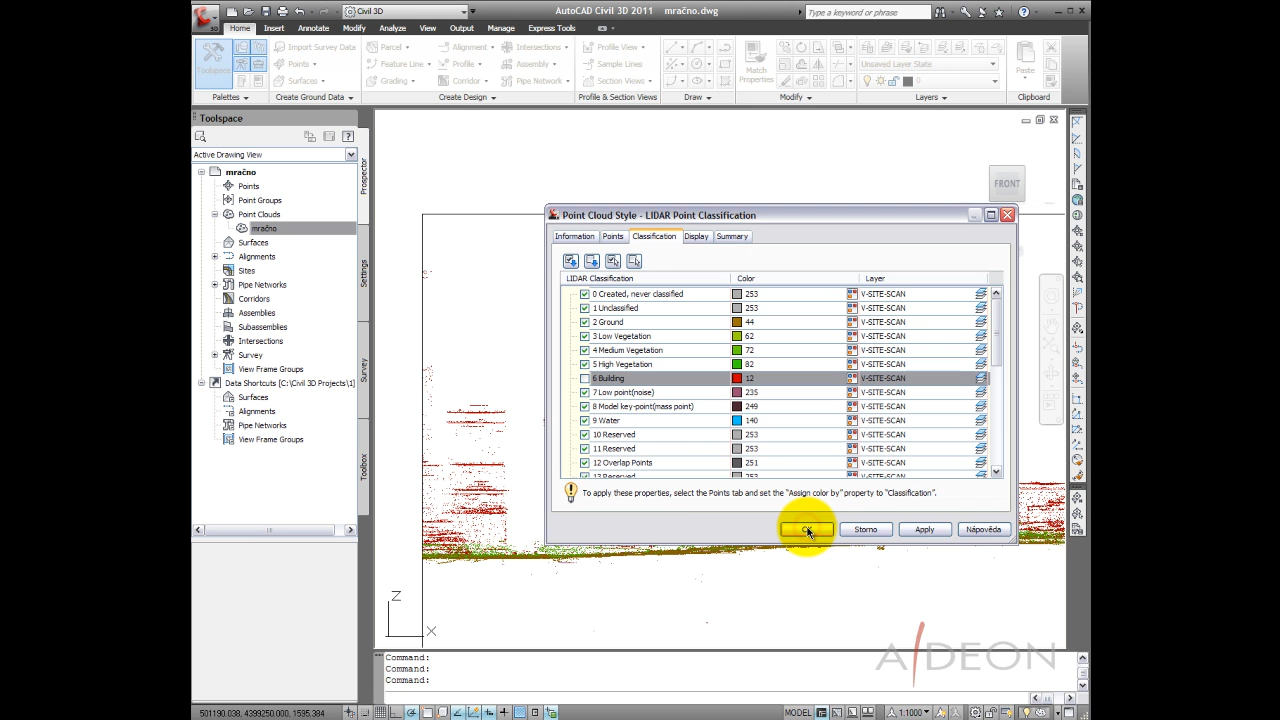 Civil 3D
AutoCAD Civil 3D 2011
mračno.dwg
Type a keyword or phrase
3D
Home
Insert
Annotate
Modify
Analyze
View
Output
Manage
Express Tools
Toolspace
Import Survey Data
Points
Surfaces
Parcel
Feature Line
Grading
Alignment
Profile
Corridor
Intersections
Assembly
Pipe Network
Profile View
Sample Lines
Section Views
Match
Properties
Unsaved Layer State
Paste
Palettes
Create Ground Data
Create Design
Profile & Section Views
Draw
Modify
Layers
Clipboard
Toolspace
Active Drawing View
mračno
Points
Point Groups
Point Clouds
mračno
Surfaces
Alignments
Sites
Pipe Networks
Corridors
Assemblies
Subassemblies
Intersections
Survey
View Frame Groups
Data Shortcuts [C:\Civil 3D Projects\]
Surfaces
Alignments
Pipe Networks
View Frame Groups
Prospector
Settings
Survey
Toolbox
FRONT
Point Cloud Style - LIDAR Point Classification
Information
Points
Classification
Display
Summary
LIDAR Classification Color Layer
0 Created, never classified 253 V-SITE-SCAN
1 Unclassified 253 V-SITE-SCAN
2 Ground 44 V-SITE-SCAN
3 Low Vegetation 62 V-SITE-SCAN
4 Medium Vegetation 72 V-SITE-SCAN
5 High Vegetation 82 V-SITE-SCAN
6 Building 12 V-SITE-SCAN
7 Low point(noise) 235 V-SITE-SCAN
8 Model key-point(mass point) 249 V-SITE-SCAN
9 Water 140 V-SITE-SCAN
10 Reserved 253 V-SITE-SCAN
11 Reserved 253 V-SITE-SCAN
12 Overlap Points 251 V-SITE-SCAN
13 Reserved 253 V-SITE-SCAN
To apply these properties, select the Points tab and set the "Assign color by" property to "Classification".
OK
Storno
Apply
Nápověda
Z
X
A/DEON
Command:
Command:
Command:
501190.038, 4399250.000, 1595.384
MODEL
1:1000